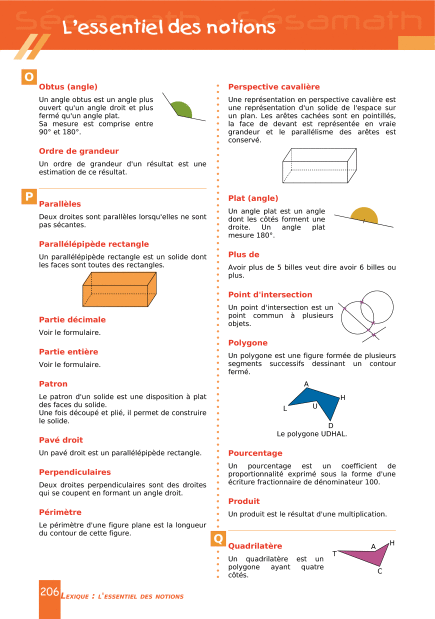 Sésamath Sésamath
L'essentiel des notions
O
Obtus (angle)
Un angle obtus est un angle plus
ouvert qu'un angle droit et plus
fermé qu'un angle plat.
Sa mesure est comprise entre
90° et 180°.
Ordre de grandeur
Un ordre de grandeur d'un résultat est une
estimation de ce résultat.
P
Parallèles
Deux droites sont parallèles lorsqu'elles ne sont
pas sécantes.
Parallélépipède rectangle
Un parallélépipède rectangle est un solide dont
les faces sont toutes des rectangles.
Partie décimale
Voir le formulaire.
Partie entière
Voir le formulaire.
Patron
Le patron d'un solide est une disposition à plat
des faces du solide.
Une fois découpé et plié, il permet de construire
le solide.
Pavé droit
Un pavé droit est un parallélépipède rectangle.
Perpendiculaires
Deux droites perpendiculaires sont des droites
qui se coupent en formant un angle droit.
Périmètre
Le périmètre d'une figure plane est la longueur
du contour de cette figure.
Perspective cavalière
Une représentation en perspective cavalière est
une représentation d'un solide de l'espace sur
un plan. Les arêtes cachées sont en pointillés,
la face de devant est représentée en vraie
grandeur et le parallélisme des arêtes est
conservé.
Plat (angle)
Un angle plat est un angle
dont les côtés forment une
droite. Un angle plat
mesure 180°.
Plus de
Avoir plus de 5 billes veut dire avoir 6 billes ou
plus.
Point d'intersection
Un point d'intersection est un
point commun à plusieurs
objets.
Polygone
Un polygone est une figure formée de plusieurs
segments successifs dessinant un contour
fermé.
A
H
L
U
D
Le polygone UDHAL.
Pourcentage
Un pourcentage est un coefficient de
proportionnalité exprimé sous la forme d'une
écriture fractionnaire de dénominateur 100.
Produit
Un produit est le résultat d'une multiplication.
Q
Quadrilatère
Un quadrilatère est un
polygone ayant quatre
côtés.
T
A
H
C
206 LEXIQUE : L'ESSENTIEL DES NOTIONS